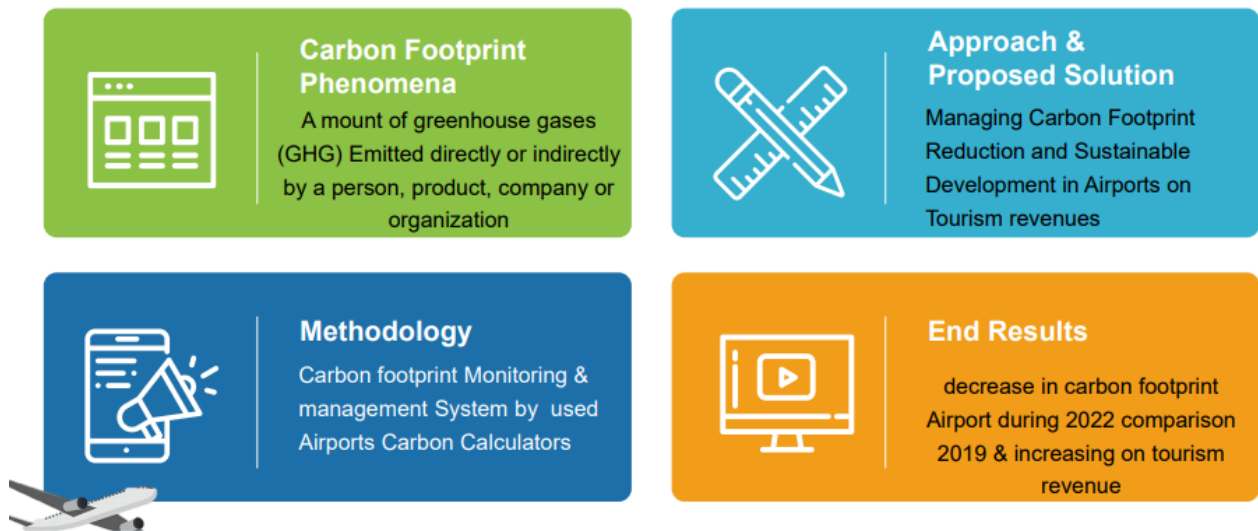 Carbon Footprint
Phenomena
A mount of greenhouse gases
(GHG) Emitted directly or indirectly
by a person, product, company or
organization
Approach &
Proposed Solution
Managing Carbon Footprint
Reduction and Sustainable
Development in Airports on
Tourism revenues
Methodology
Carbon footprint Monitoring &
management System by used
Airports Carbon Calculators
End Results
decrease in carbon footprint
Airport during 2022 comparison
2019 & increasing on tourism
revenue